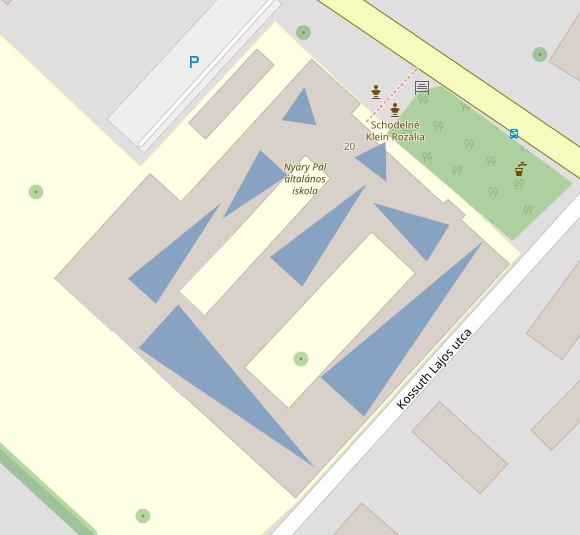 P
Schodelné
Klein Rozália
20
Nyáry Pál
általános
iskola
Kossuth Lajos utca